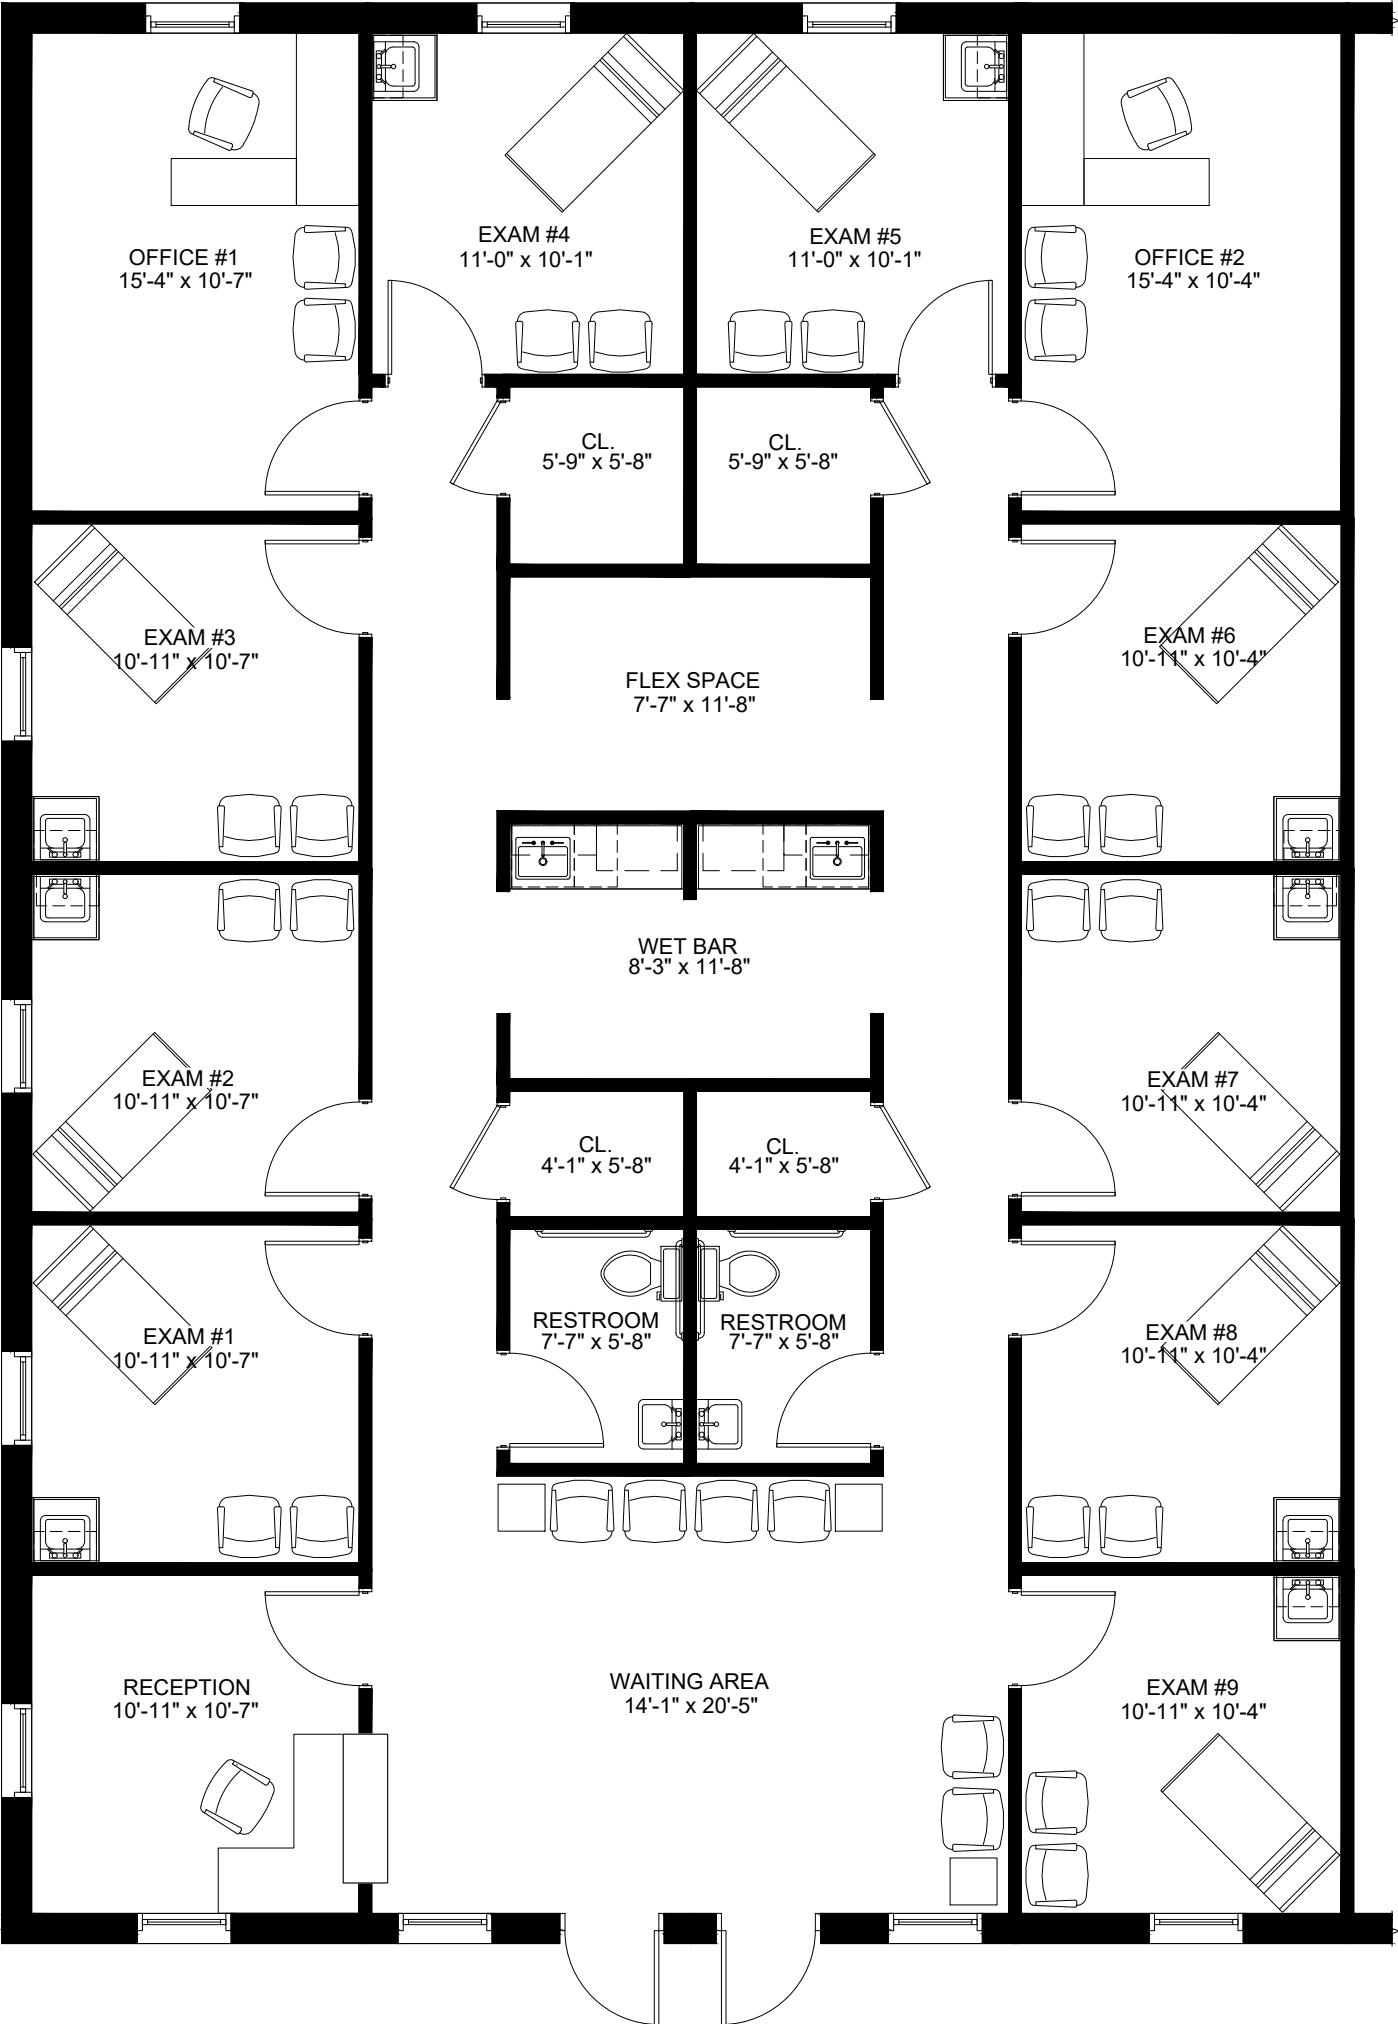 OFFICE #1
15'-4" x 10'-7"
EXAM #4
11'-0" x 10'-1"
EXAM #5
11'-0" x 10'-1"
OFFICE #2
15'-4" x 10'-4"
CL.
5'-9" x 5'-8"
CL.
5'-9" x 5'-8"
EXAM #3
10'-11" x 10'-7"
FLEX SPACE
7'-7" x 11'-8"
EXAM #6
10'-11" x 10'-4"
WET BAR
8'-3" x 11'-8"
EXAM #2
10'-11" x 10'-7"
EXAM #7
10'-11" x 10'-4"
CL.
4'-1" x 5'-8"
CL.
4'-1" x 5'-8"
EXAM #1
10'-11" x 10'-7"
RESTROOM
7'-7" x 5'-8"
RESTROOM
7'-7" x 5'-8"
EXAM #8
10'-11" x 10'-4"
RECEPTION
10'-11" x 10'-7"
WAITING AREA
14'-1" x 20'-5"
EXAM #9
10'-11" x 10'-4"